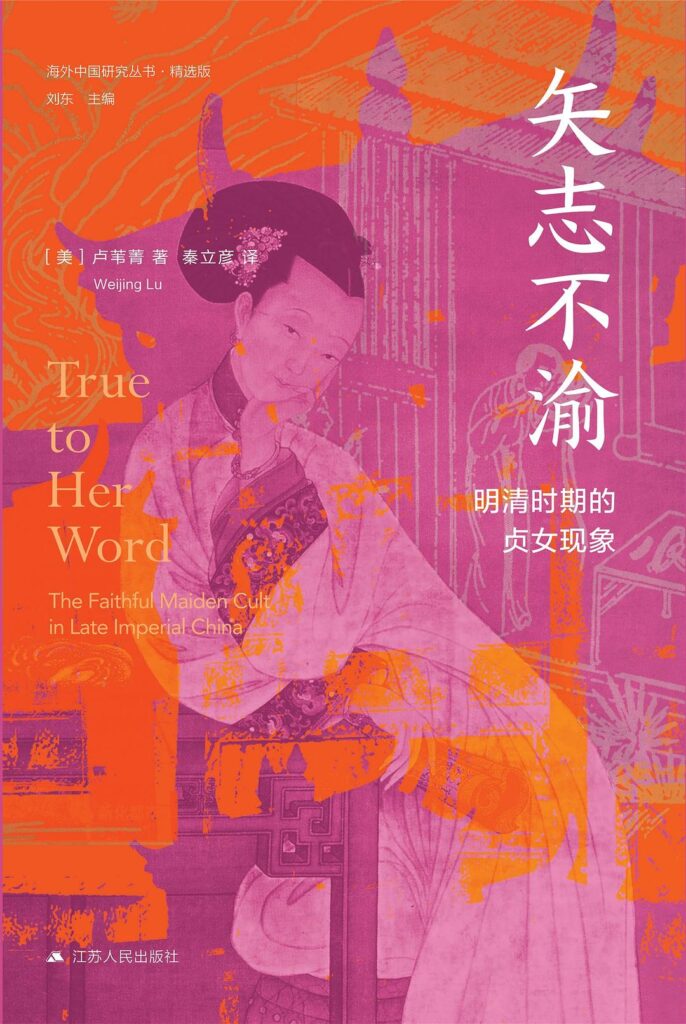 海外中国研究丛书·精选版
刘东 主编
矢志不渝
[美] 卢苇菁 著 秦立彦 译
Weijing Lu
True
to
Her
Word
明清时期的
贞女现象
The Faithful Maiden Cult
in Late Imperial China
江苏人民出版社